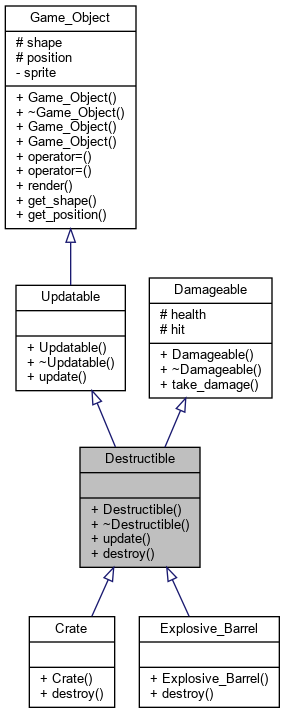 Game_Object
# shape
# position
- sprite
+ Game_Object()
+ ~Game_Object()
+ Game_Object()
+ Game_Object()
+ operator=()
+ operator=()
+ render()
+ get_shape()
+ get_position()
Updatable
+ Updatable()
+ ~Updatable()
+ update()
Damageable
# health
# hit
+ Damageable()
+ ~Damageable()
+ take_damage()
Destructible
+ Destructible()
+ ~Destructible()
+ update()
+ destroy()
Crate
+ Crate()
+ destroy()
Explosive_Barrel
+ Explosive_Barrel()
+ destroy()